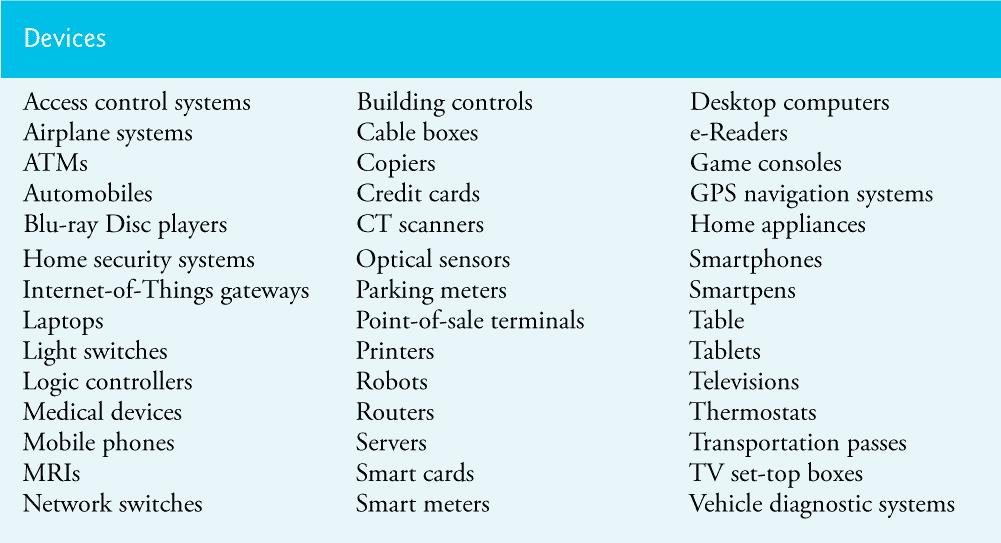 Devices
Access control systems
Airplane systems
ATMs
Automobiles
Blu-ray Disc players
Home security systems
Internet-of-Things gateways
Laptops
Light switches
Logic controllers
Medical devices
Mobile phones
MRIs
Network switches
Building controls
Cable boxes
Copiers
Credit cards
CT scanners
Optical sensors
Parking meters
Point-of-sale terminals
Printers
Robots
Routers
Servers
Smart cards
Smart meters
Desktop computers
e-Readers
Game consoles
GPS navigation systems
Home appliances
Smartphones
Smartpens
Table
Tablets
Televisions
Thermostats
Transportation passes
TV set-top boxes
Vehicle diagnostic systems